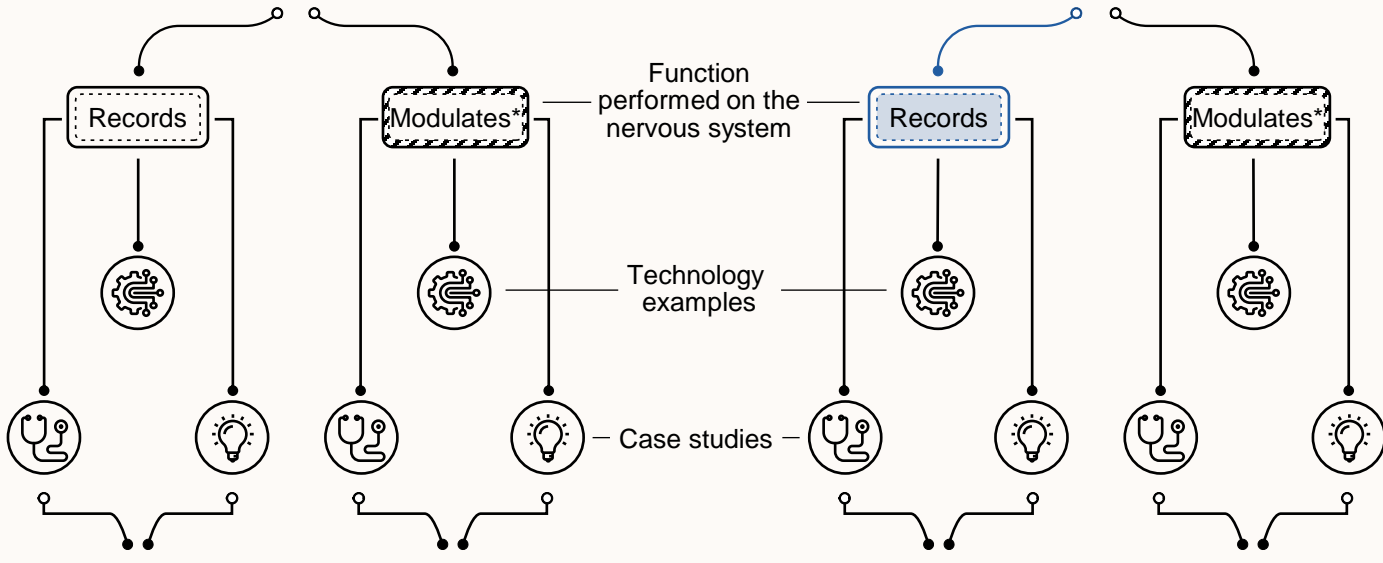 Function
performed on the
nervous system
Records
Modulates*
Records
Modulates*
Technology
examples
Case studies